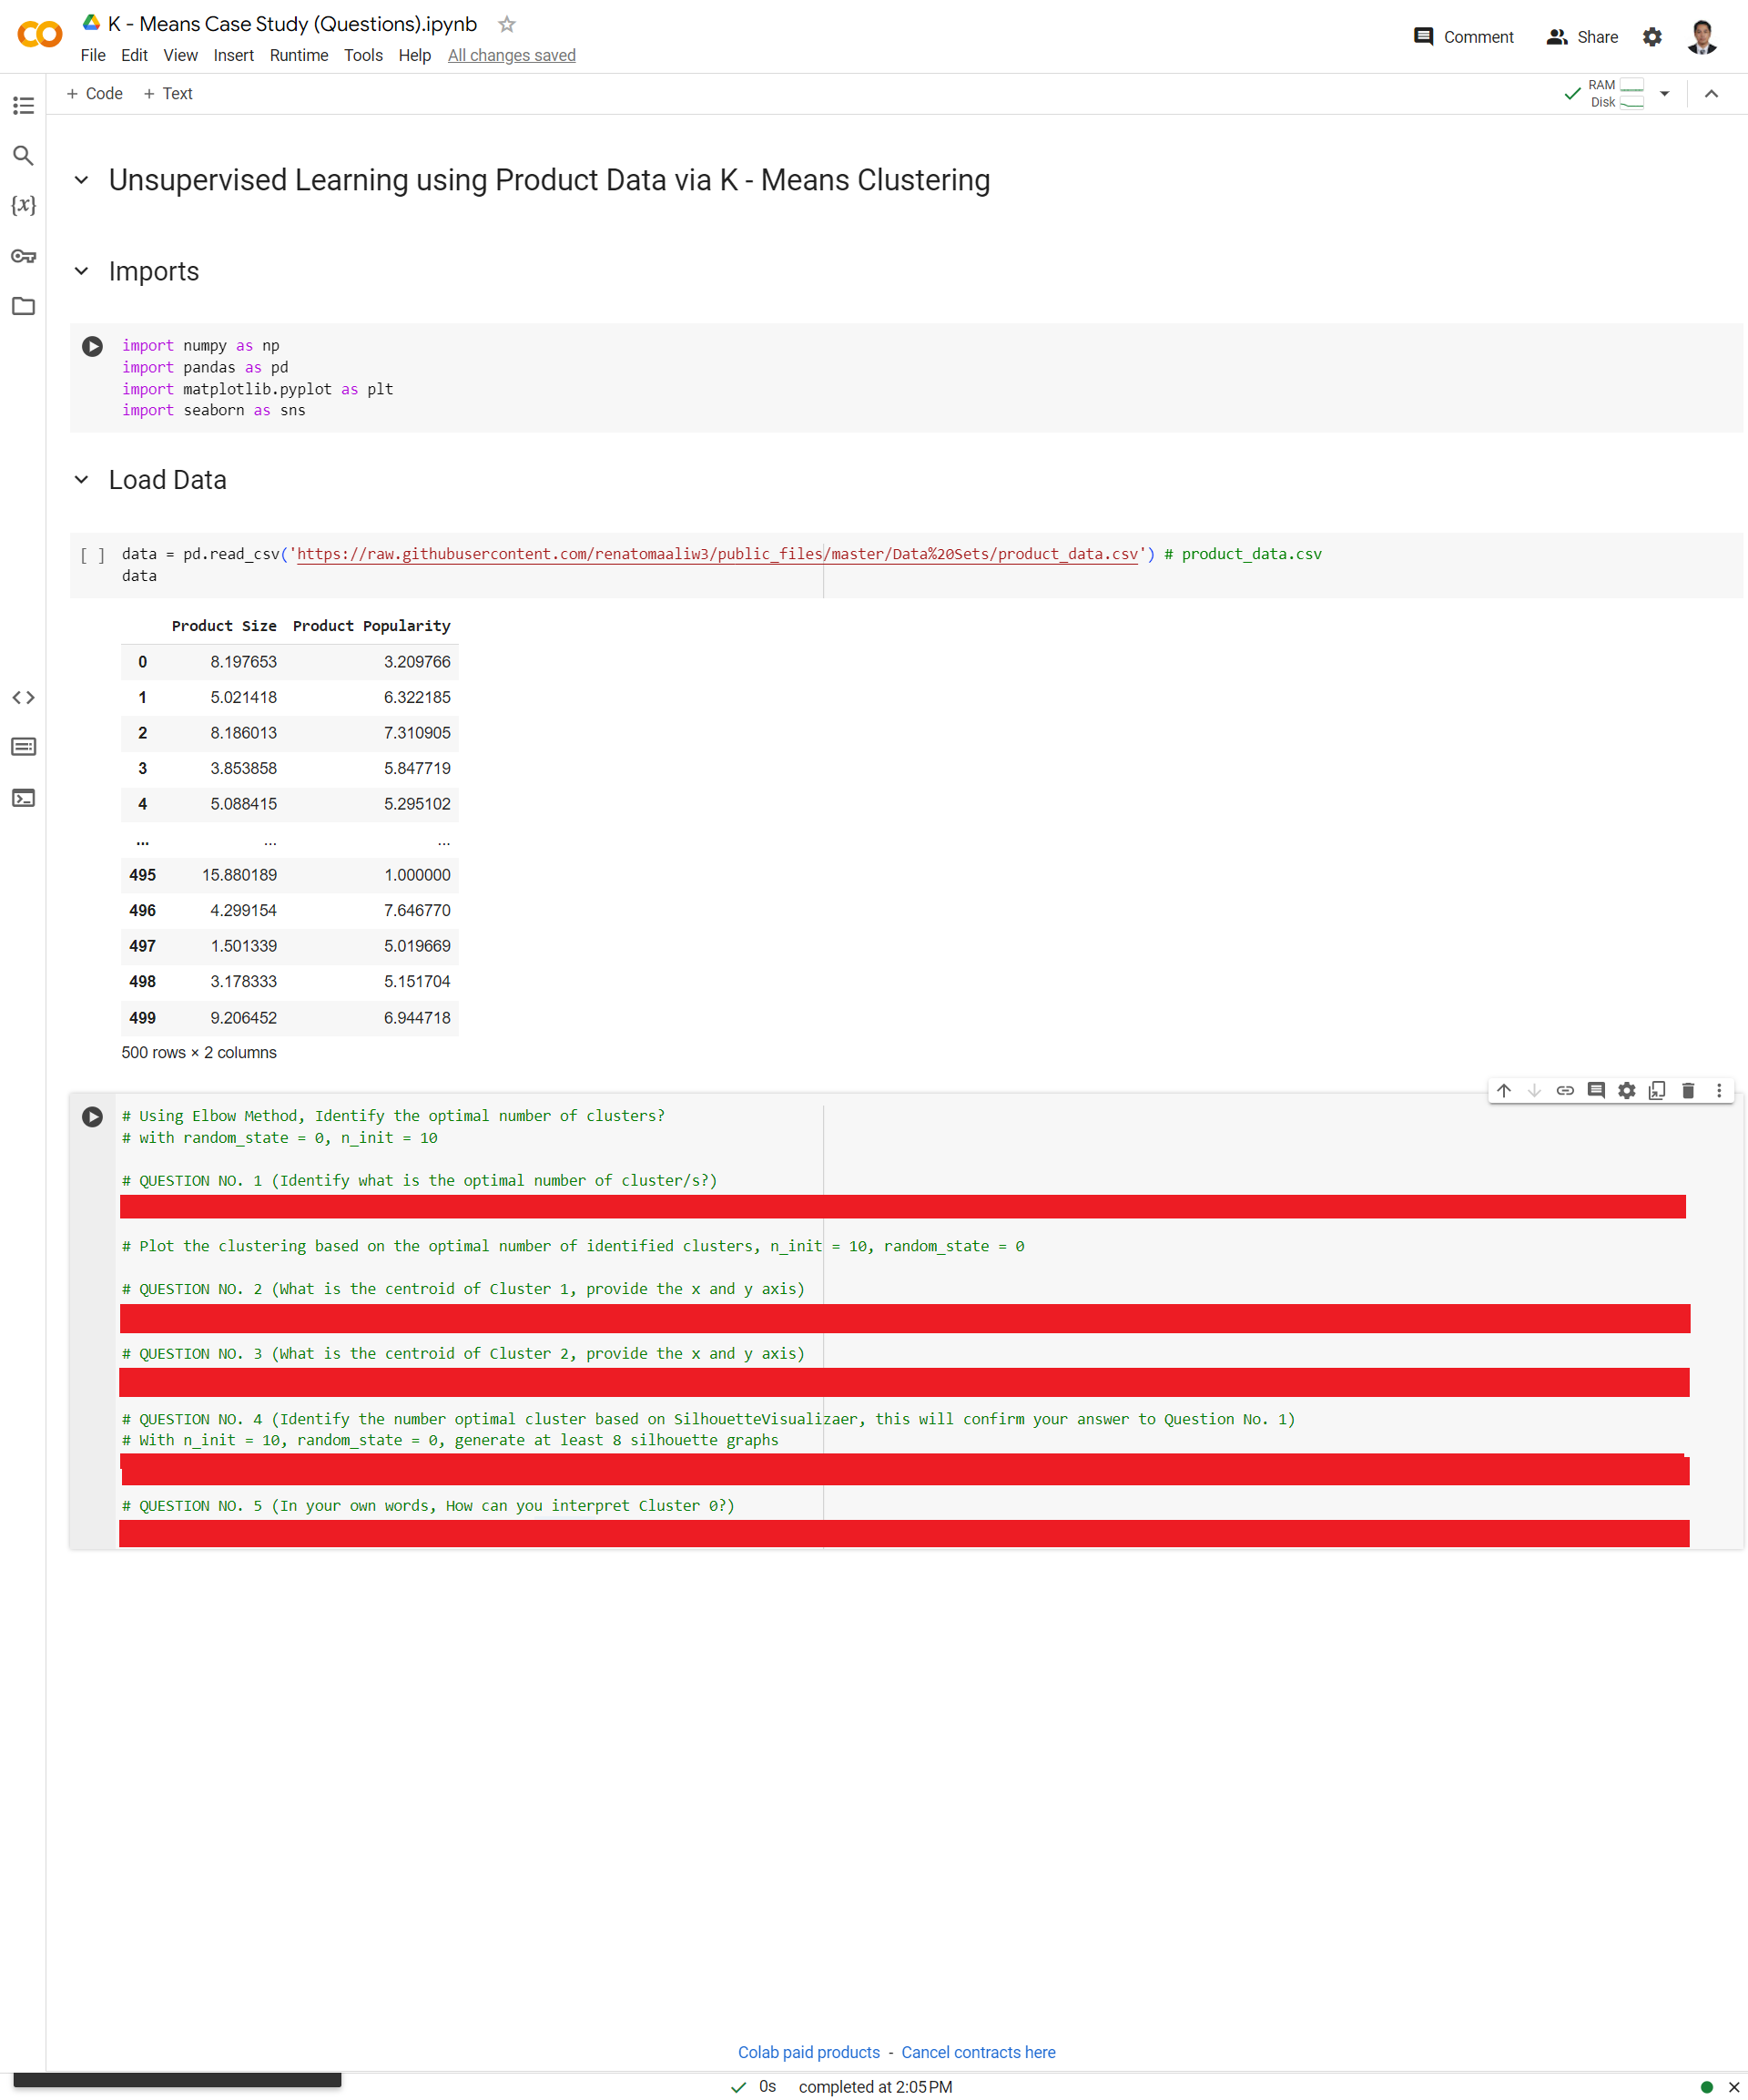 K - Means Case Study (Questions).ipynb
File Edit View Insert Runtime Tools Help All changes saved
Comment Share
+ Code + Text
RAM
Disk
Unsupervised Learning using Product Data via K - Means Clustering
{x}
Imports
import numpy as np
import pandas as pd
import matplotlib.pyplot as plt
import seaborn as sns
Load Data
[ ] data = pd.read_csv('https://raw.githubusercontent.com/renatomaaliw3/public_files/master/Data%20Sets/product_data.csv') # product_data.csv
data
Product Size Product Popularity
0 8.197653 3.209766
1 5.021418 6.322185
2 8.186013 7.310905
3 3.853858 5.847719
4 5.088415 5.295102
... ... ...
495 15.880189 1.000000
496 4.299154 7.646770
497 1.501339 5.019669
498 3.178333 5.151704
499 9.206452 6.944718
500 rows × 2 columns
# Using Elbow Method, Identify the optimal number of clusters?
# with random_state = 0, n_init = 10
# QUESTION NO. 1 (Identify what is the optimal number of cluster/s?)
# Plot the clustering based on the optimal number of identified clusters, n_init = 10, random_state = 0
# QUESTION NO. 2 (What is the centroid of Cluster 1, provide the x and y axis)
# QUESTION NO. 3 (What is the centroid of Cluster 2, provide the x and y axis)
# QUESTION NO. 4 (Identify the number optimal cluster based on SilhouetteVisualizaer, this will confirm your answer to Question No. 1)
# With n_init = 10, random_state = 0, generate at least 8 silhouette graphs
# QUESTION NO. 5 (In your own words, How can you interpret Cluster 0?)
Colab paid products - Cancel contracts here
0s completed at 2:05 PM